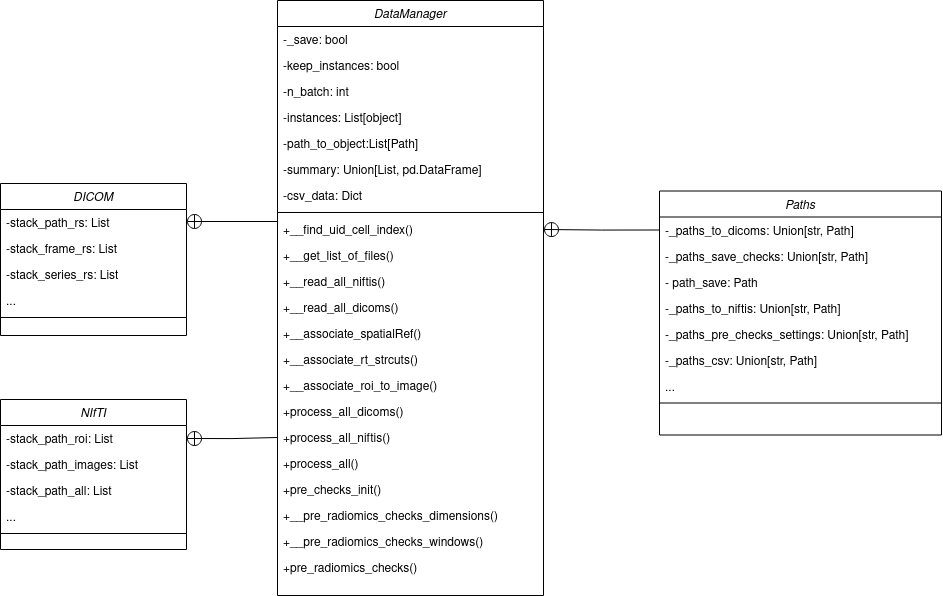 DataManager
-_save: bool
-keep_instances: bool
-n_batch: int
-instances: List[object]
-path_to_object:List[Path]
-summary: Union[List, pd.DataFrame]
-csv_data: Dict
+__find_uid_cell_index()
+__get_list_of_files()
+__read_all_niftis()
+__read_all_dicoms()
+__associate_spatialRef()
+__associate_rt_strcuts()
+__associate_roi_to_image()
+process_all_dicoms()
+process_all_niftis()
+process_all()
+pre_checks_init()
+__pre_radiomics_checks_dimensions()
+__pre_radiomics_checks_windows()
+pre_radiomics_checks()
DICOM
-stack_path_rs: List
-stack_frame_rs: List
-stack_series_rs: List
...
NIfTI
-stack_path_roi: List
-stack_path_images: List
-stack_path_all: List
...
Paths
-_paths_to_dicoms: Union[str, Path]
-_paths_save_checks: Union[str, Path]
- path_save: Path
-_paths_to_niftis: Union[str, Path]
-_paths_pre_checks_settings: Union[str, Path]
-_paths_csv: Union[str, Path]
...